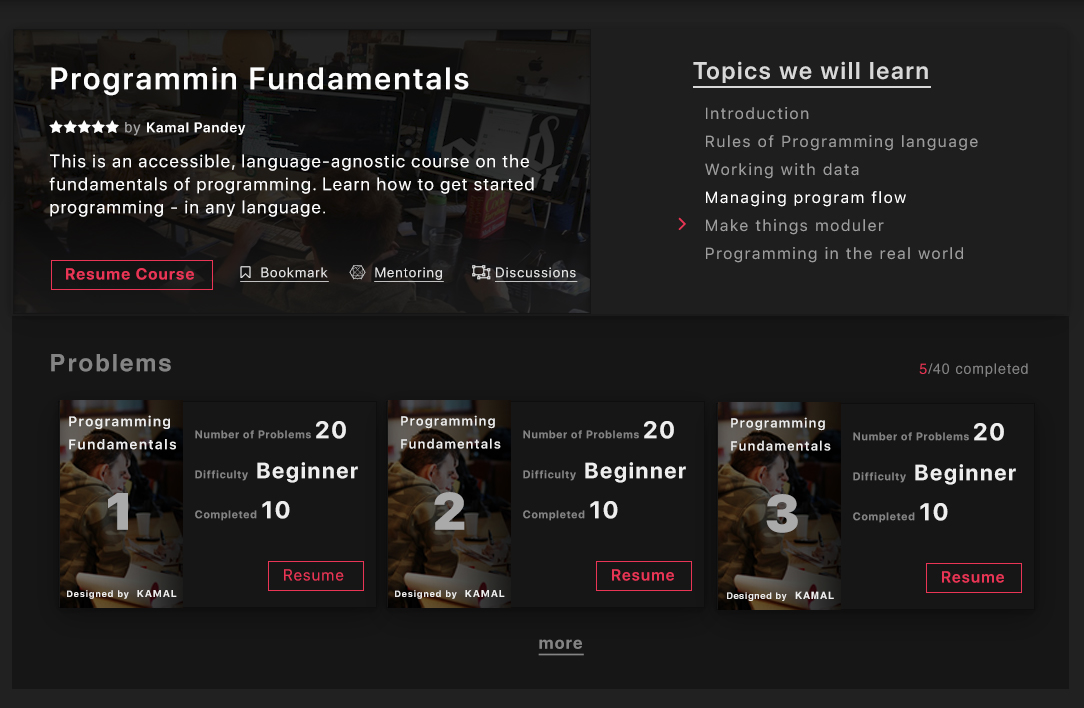 Programmin Fundamentals
by Kamal Pandey
This is an accessible, language-agnostic course on the
fundamentals of programming. Learn how to get started
programming - in any language.
Resume Course
Bookmark
Mentoring
Discussions
Topics we will learn
Introduction
Rules of Programming language
Working with data
Managing program flow
Make things moduler
Programming in the real world
Problems
5/40 completed
Programming
Fundamentals
1
Designed by KAMAL
Number of Problems 20
Difficulty Beginner
Completed 10
Resume
Programming
Fundamentals
2
Designed by KAMAL
Number of Problems 20
Difficulty Beginner
Completed 10
Resume
Programming
Fundamentals
3
Designed by KAMAL
Number of Problems 20
Difficulty Beginner
Completed 10
Resume
more